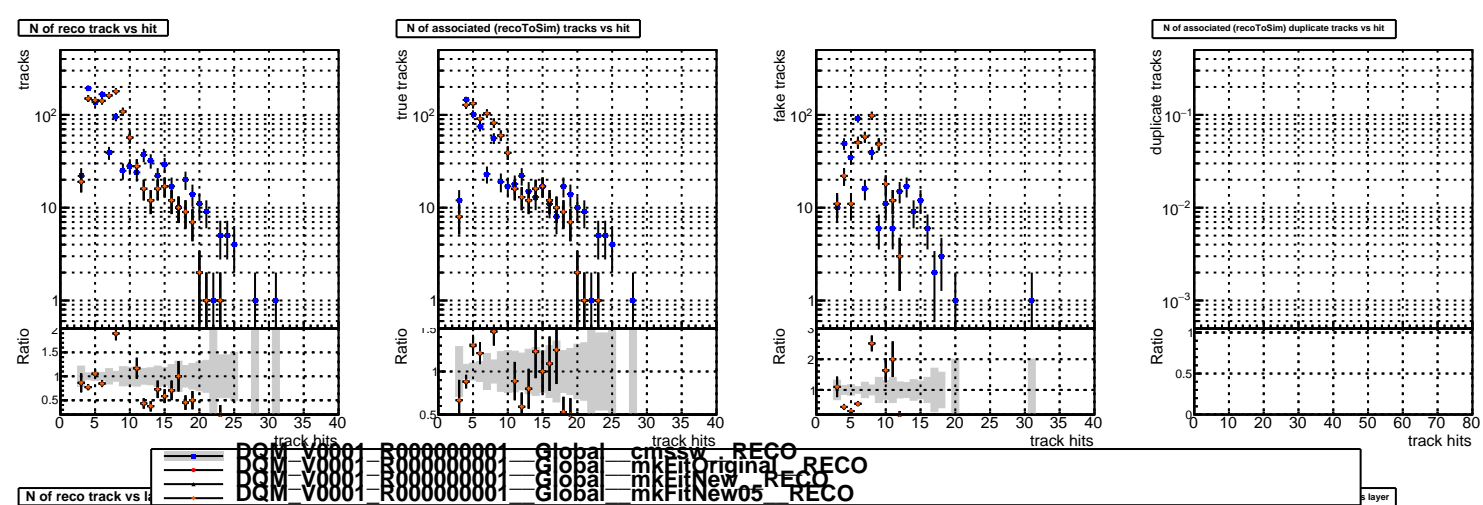 N of reco track vs hit
N of associated (recoToSim) tracks vs hit
N of associated (recoToSim) duplicate tracks vs hit
tracks
10²
10
1
Ratio
2
1.5
1
0.5
0 5 10 15 20 25 30 35 40
track hits
true tracks
10²
10
1
Ratio
1.5
1
0.5
0 5 10 15 20 25 30 35 40
track hits
fake tracks
10²
10
1
Ratio
3
2
1
0 5 10 15 20 25 30 35 40
track hits
duplicate tracks
10⁻¹
10⁻²
10⁻³
Ratio
1
0.5
0
0 10 20 30 40 50 60 70 80
track hits
DQM_V0001_R000000001__Global__cmssw__RECO
DQM_V0001_R000000001__Global__mkFitOriginal__RECO
DQM_V0001_R000000001__Global__mkFitNew__RECO
DQM_V0001_R000000001__Global__mkFitNew05__RECO
N of reco track vs la
s layer